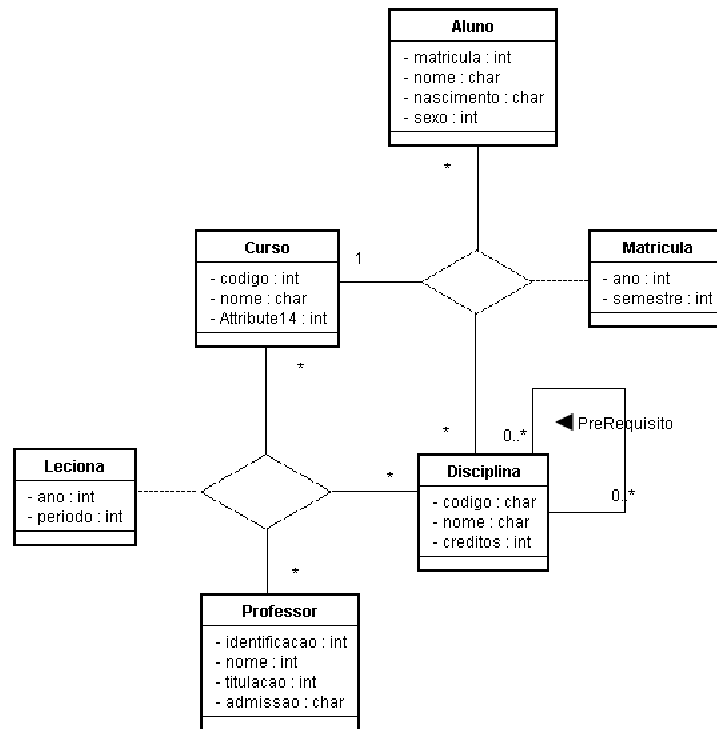 Aluno
- matricula : int
- nome : char
- nascimento : char
- sexo : int
*
Curso
- codigo : int
- nome : char
- Attribute14 : int
1
Matricula
- ano : int
- semestre : int
*
*
0..*
PreRequisito
0..*
Leciona
- ano : int
- periodo : int
*
Disciplina
- codigo : char
- nome : char
- creditos : int
*
Professor
- identificacao : int
- nome : int
- titulacao : int
- admissao : char